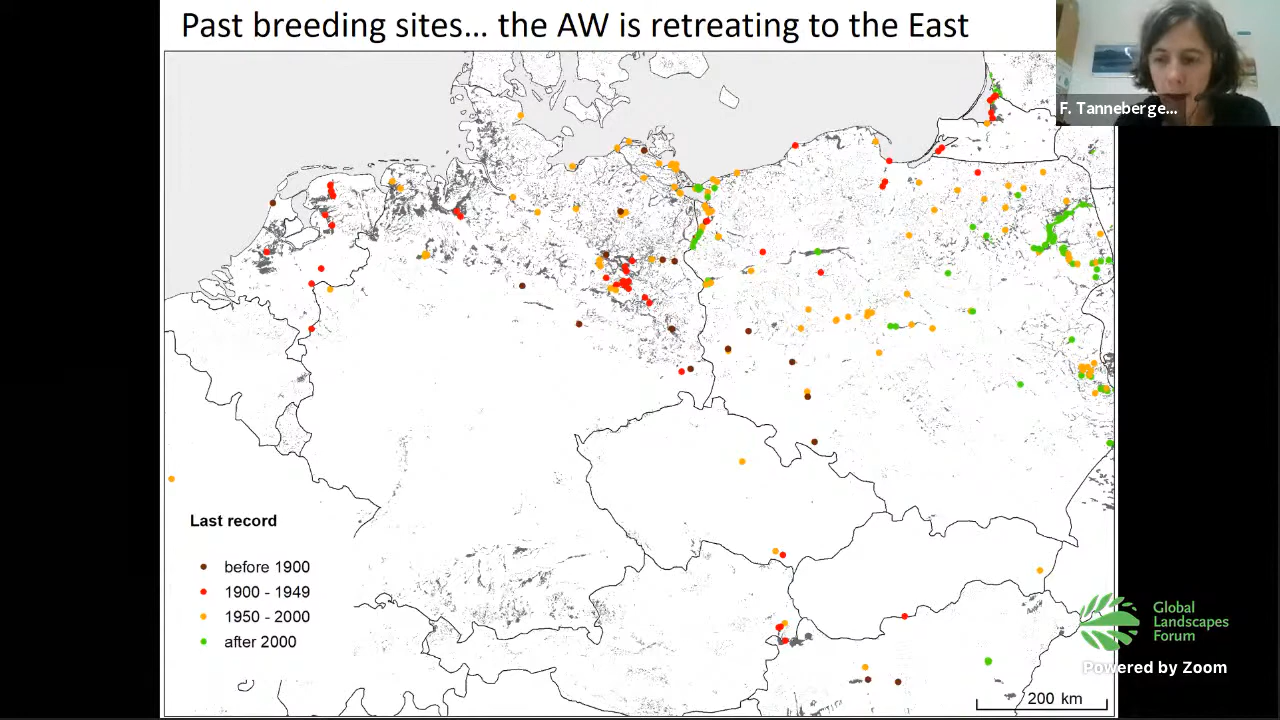 Past breeding sites... the AW is retreating to the East
F. Tanneberge...
Last record
before 1900
1900 - 1949
1950 - 2000
after 2000
Global
Landscapes
Forum
Powered by Zoom
200 km